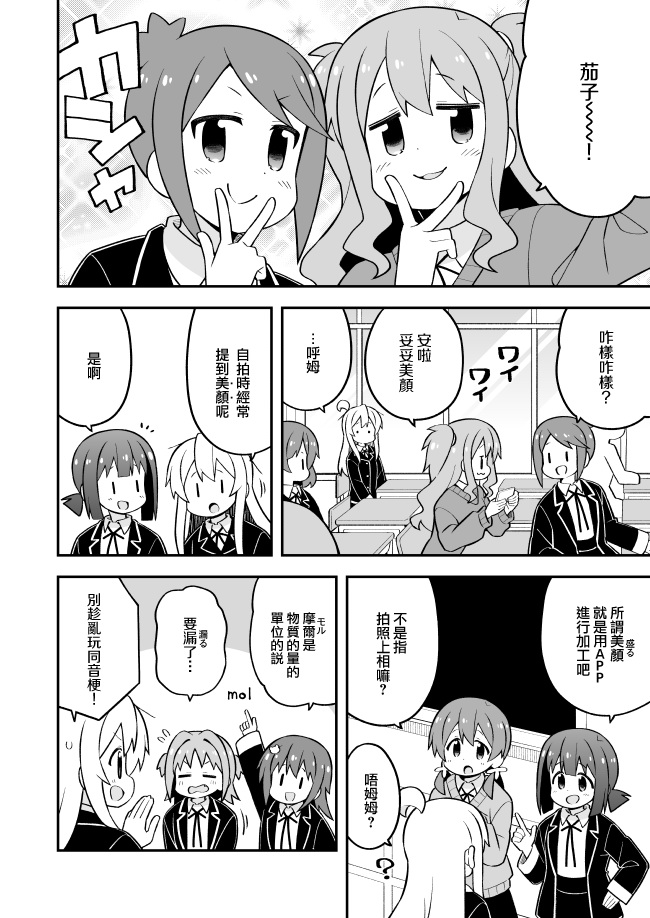 茄子~~~!
カシャ
咋樣咋樣?
ワイ
ワイ
安啦
妥妥美顏
…呼姆
自拍時經常
提到美顏呢
是啊
所謂美顏
盛る
就是用APP
進行加工吧
不是指
拍照上相嘛?
唔姆姆?
?
摩爾是
モル
物質的量的
單位的說
mol
要漏了…
漏る
別趁亂玩同音梗!